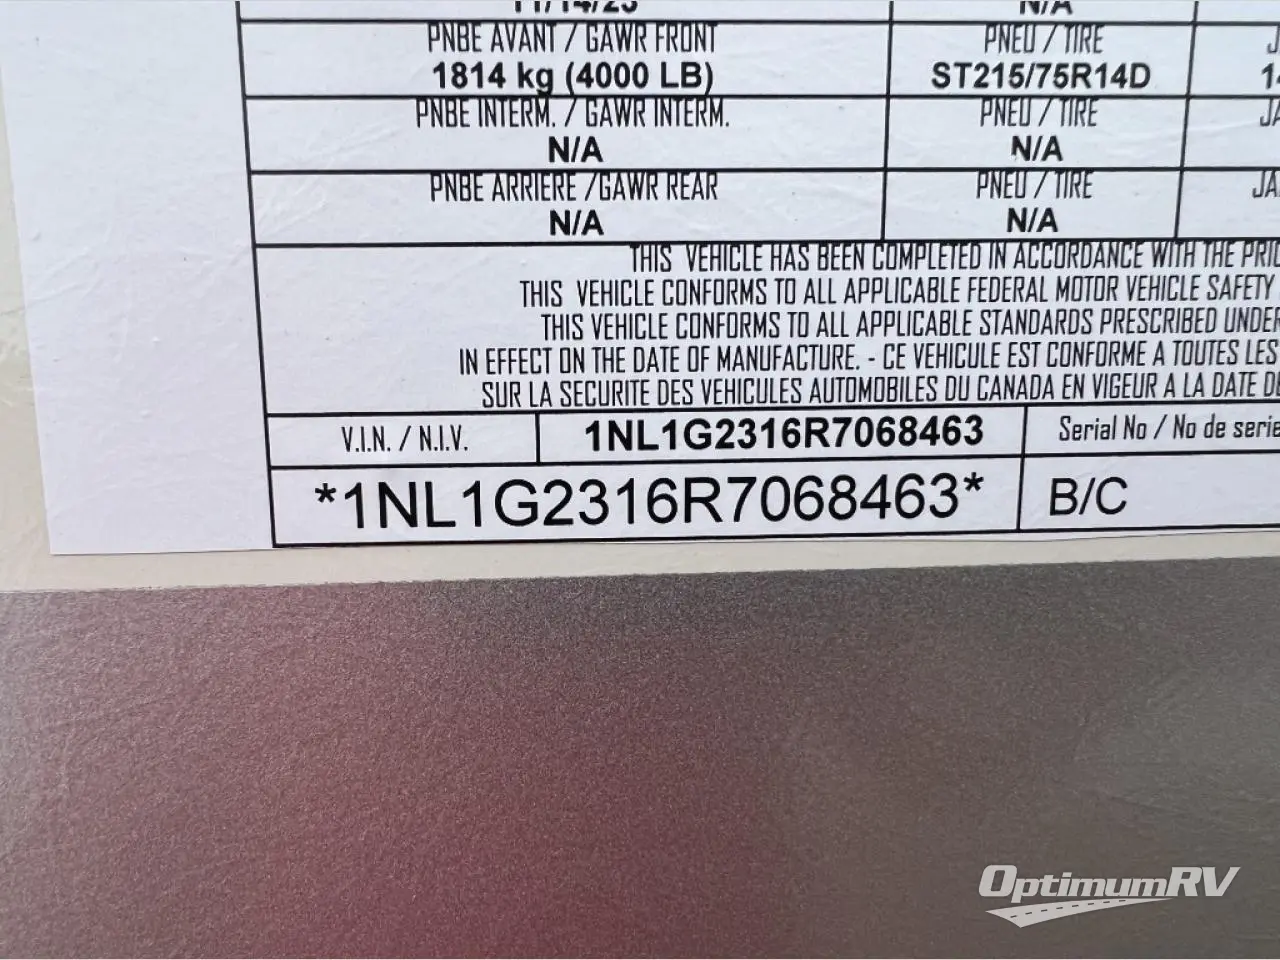 11/14/23 N/A
PNBE AVANT / GAWR FRONT PNEU / TIRE
1814 kg (4000 LB) ST215/75R14D
PNBE INTERM. / GAWR INTERM. PNEU / TIRE
N/A N/A
PNBE ARRIERE /GAWR REAR PNEU / TIRE
N/A N/A
THIS VEHICLE HAS BEEN COMPLETED IN ACCORDANCE WITH THE
THIS VEHICLE CONFORMS TO ALL APPLICABLE FEDERAL MOTOR VEHICLE SAFETY
THIS VEHICLE CONFORMS TO ALL APPLICABLE STANDARDS PRESCRIBED UNDER
IN EFFECT ON THE DATE OF MANUFACTURE. - CE VEHICULE EST CONFORME A TOUTES LES
SUR LA SECURITE DES VEHICULES AUTOMOBILES DU CANADA EN VIGEUR A LA DATE
V.I.N. / N.I.V. 1NL1G2316R7068463 Serial No / No de serie
*1NL1G2316R7068463* B/C
OptimumRV